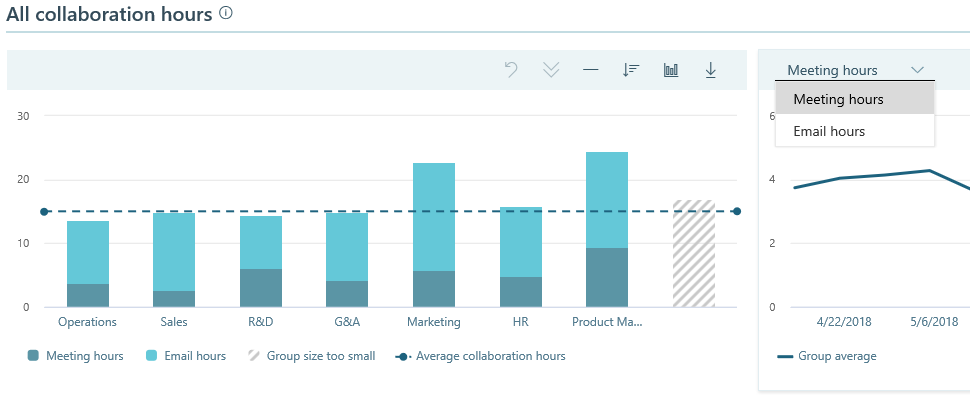 All collaboration hours
Meeting hours
Meeting hours
Email hours
30
20
10
0
Operations
Sales
R&D
G&A
Marketing
HR
Product Ma...
Meeting hours
Email hours
Group size too small
Average collaboration hours
6
4
2
0
4/22/2018
5/6/2018
Group average